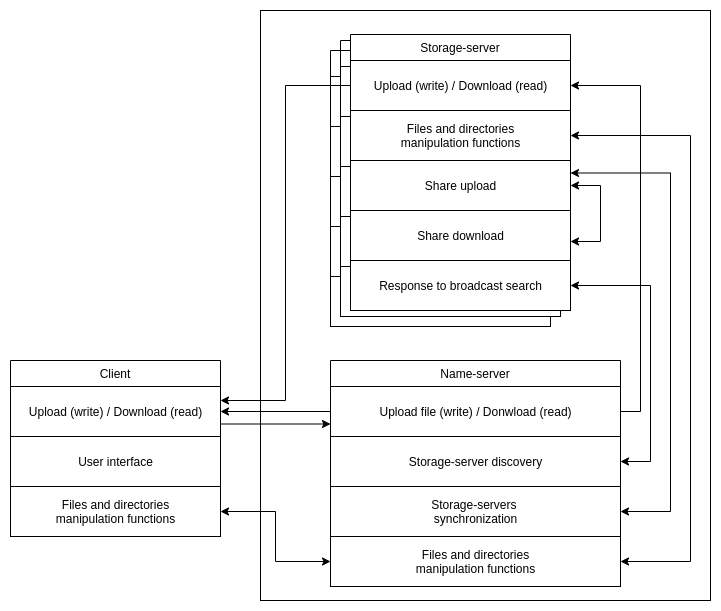 Storage-server
Upload (write) / Download (read)
Files and directories
manipulation functions
Share upload
Share download
Response to broadcast search
Client
Upload (write) / Download (read)
User interface
Files and directories
manipulation functions
Name-server
Upload file (write) / Donwload (read)
Storage-server discovery
Storage-servers
synchronization
Files and directories
manipulation functions